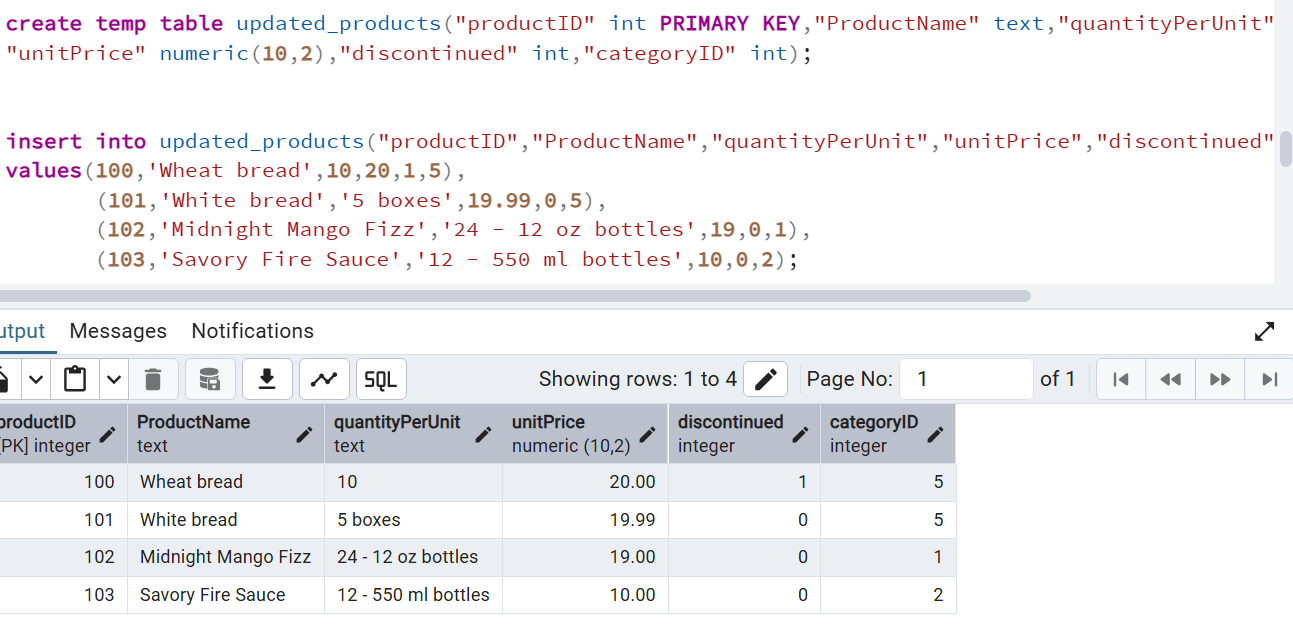 create temp table updated_products("productID" int PRIMARY KEY,"ProductName" text,"quantityPerUnit"
"unitPrice" numeric(10,2),"discontinued" int,"categoryID" int);
insert into updated_products("productID","ProductName","quantityPerUnit","unitPrice","discontinued"
values(100,'Wheat bread',10,20,1,5),
(101,'White bread','5 boxes',19.99,0,5),
(102,'Midnight Mango Fizz','24 - 12 oz bottles',19,0,1),
(103,'Savory Fire Sauce','12 - 550 ml bottles',10,0,2);
utput Messages Notifications
SQL Showing rows: 1 to 4 Page No: 1 of 1
productID ProductName quantityPerUnit unitPrice discontinued categoryID
[PK] integer text text numeric (10,2) integer integer
100 Wheat bread 10 20.00 1 5
101 White bread 5 boxes 19.99 0 5
102 Midnight Mango Fizz 24 - 12 oz bottles 19.00 0 1
103 Savory Fire Sauce 12 - 550 ml bottles 10.00 0 2